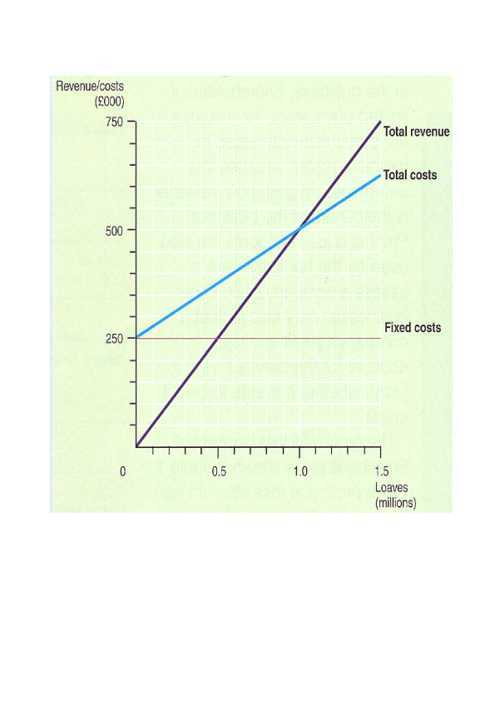 Revenue/costs
(£000)
750
Total revenue
Total costs
500
Fixed costs
250
0
0.5
1.0
1.5
Loaves
(millions)